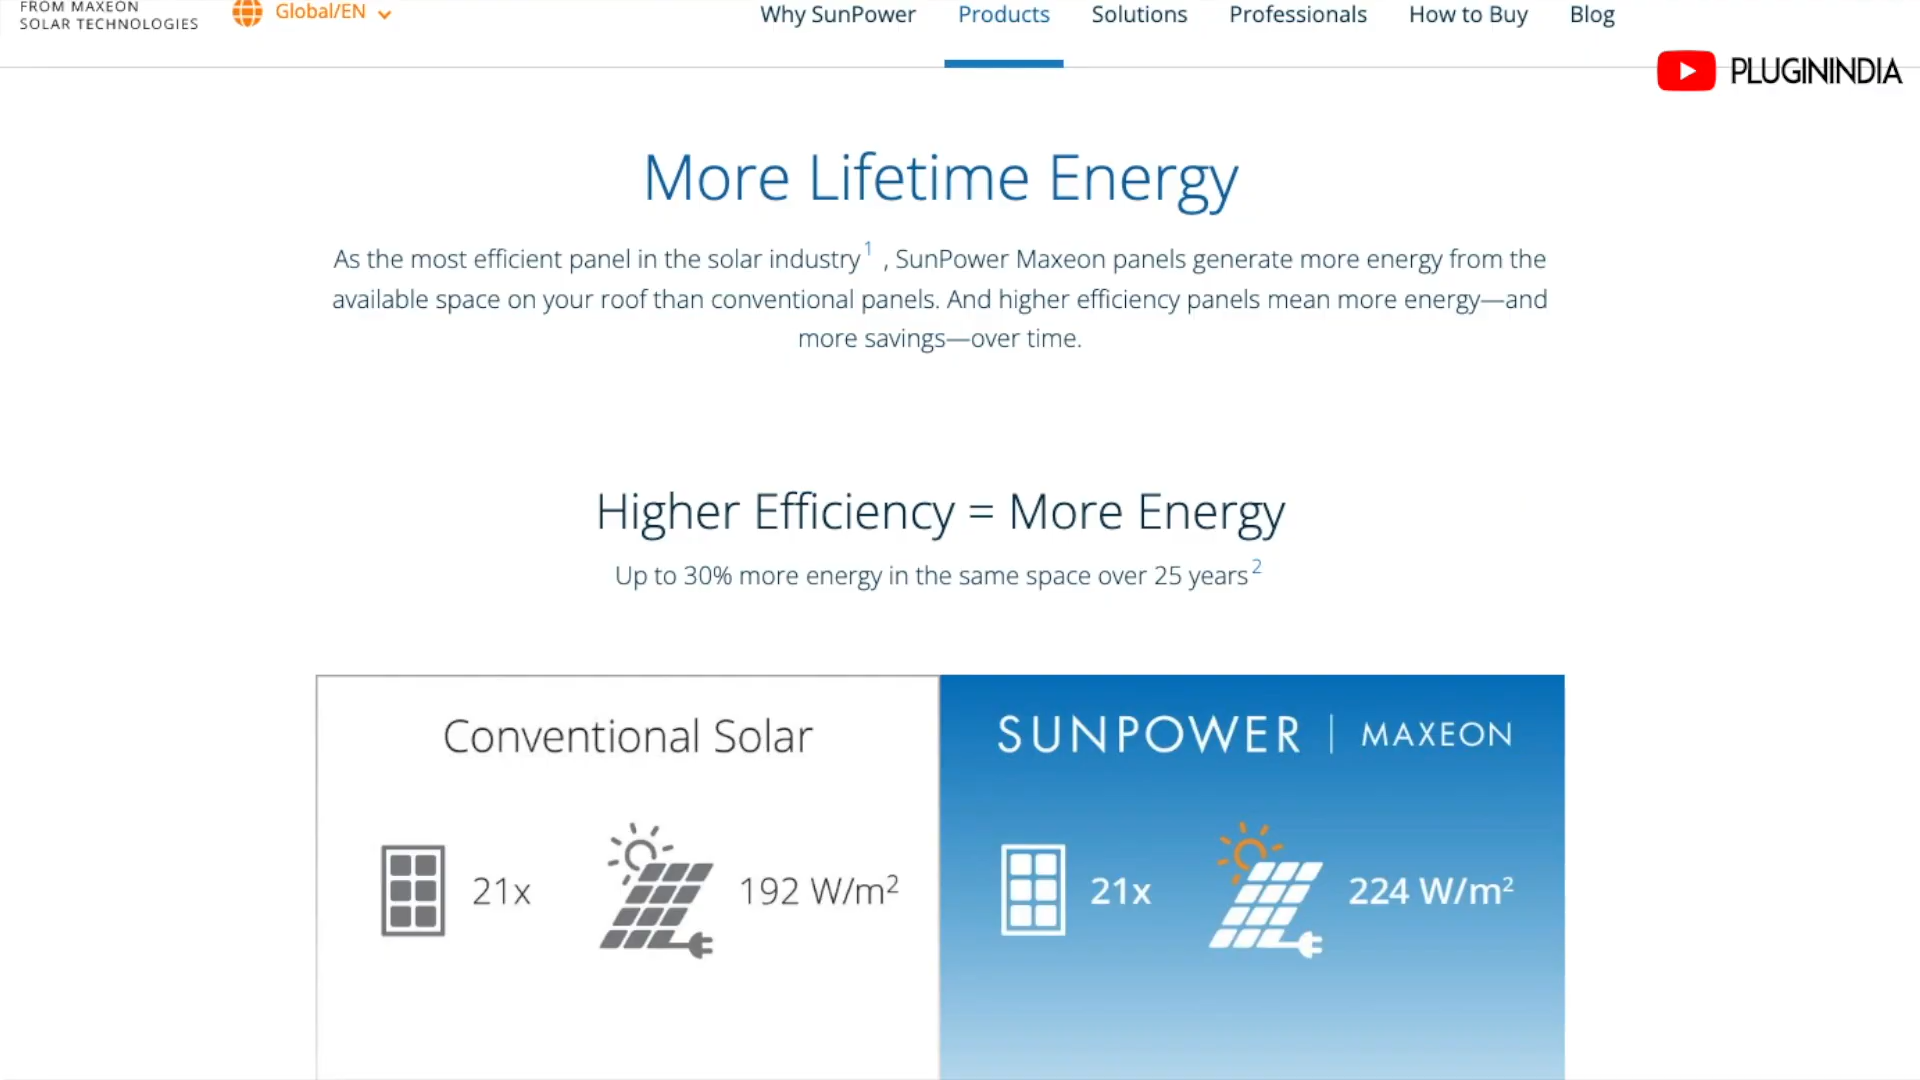 FROM MAXEON
SOLAR TECHNOLOGIES
Global/EN
Why SunPower
Products
Solutions
Professionals
How to Buy
Blog
PLUGININDIA
More Lifetime Energy
As the most efficient panel in the solar industry1 , SunPower Maxeon panels generate more energy from the
available space on your roof than conventional panels. And higher efficiency panels mean more energy—and
more savings—over time.
Higher Efficiency = More Energy
Up to 30% more energy in the same space over 25 years2
Conventional Solar
21x
192 W/m²
SUNPOWER | MAXEON
21x
224 W/m²